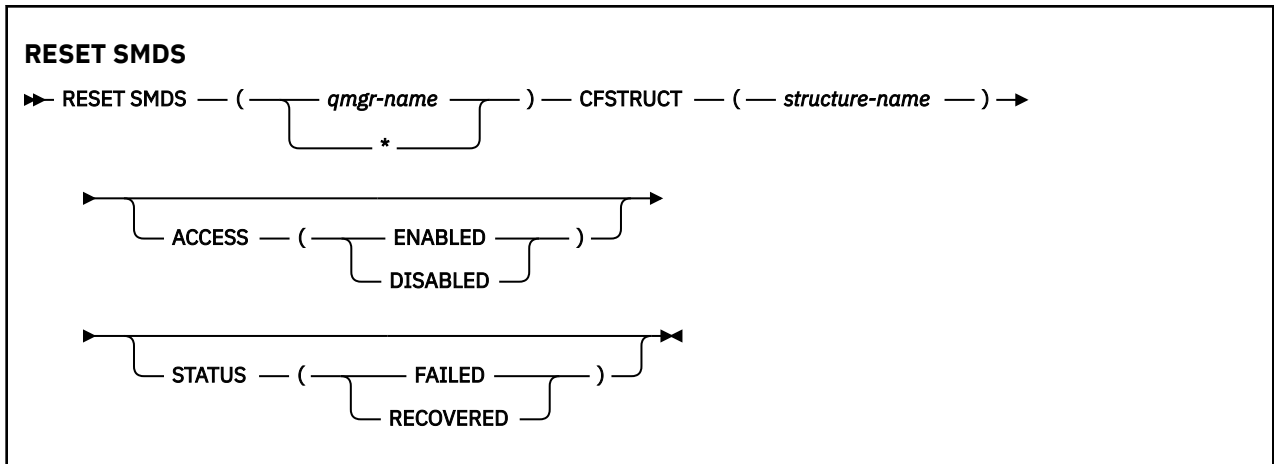 RESET SMDS
RESET SMDS ( qmgr-name ) CFSTRUCT ( structure-name )
*
ACCESS ( ENABLED )
DISABLED
STATUS ( FAILED )
RECOVERED